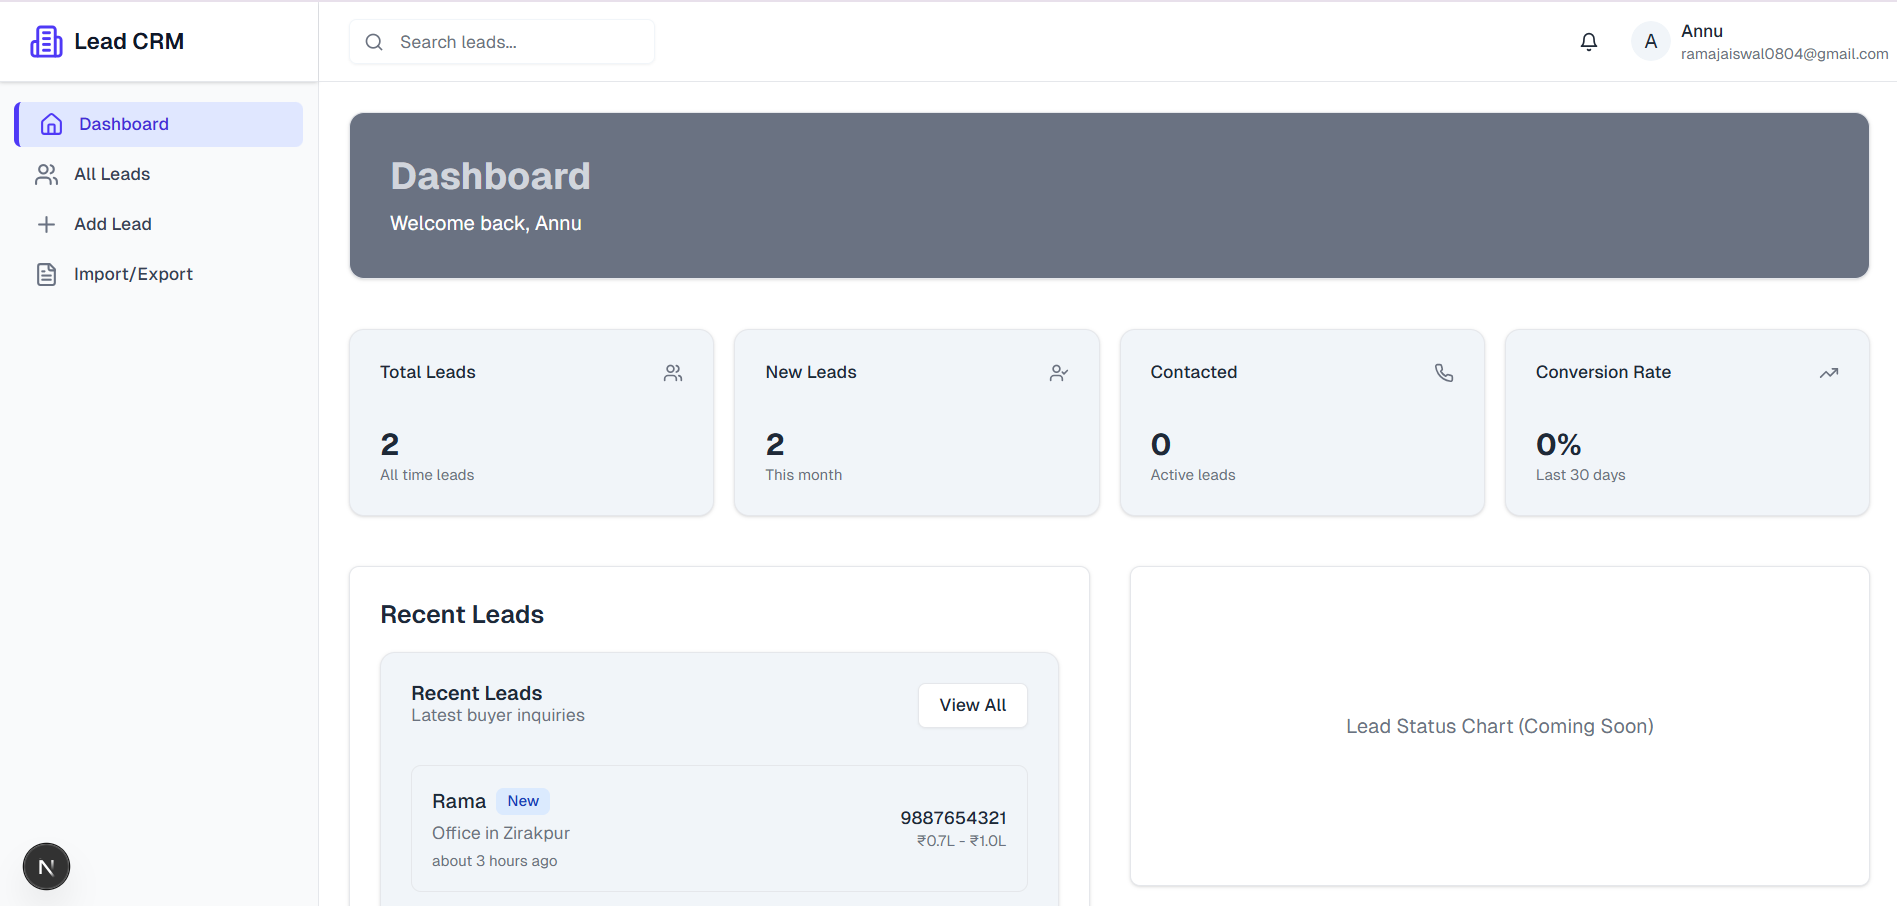 Lead CRM
Search leads...
A
Annu
ramajaiswal0804@gmail.com
Dashboard
All Leads
Add Lead
Import/Export
Dashboard
Welcome back, Annu
Total Leads
2
All time leads
New Leads
2
This month
Contacted
0
Active leads
Conversion Rate
0%
Last 30 days
Recent Leads
Recent Leads
Latest buyer inquiries
View All
Rama New
Office in Zirakpur
about 3 hours ago
9887654321
₹0.7L - ₹1.0L
Lead Status Chart (Coming Soon)
N